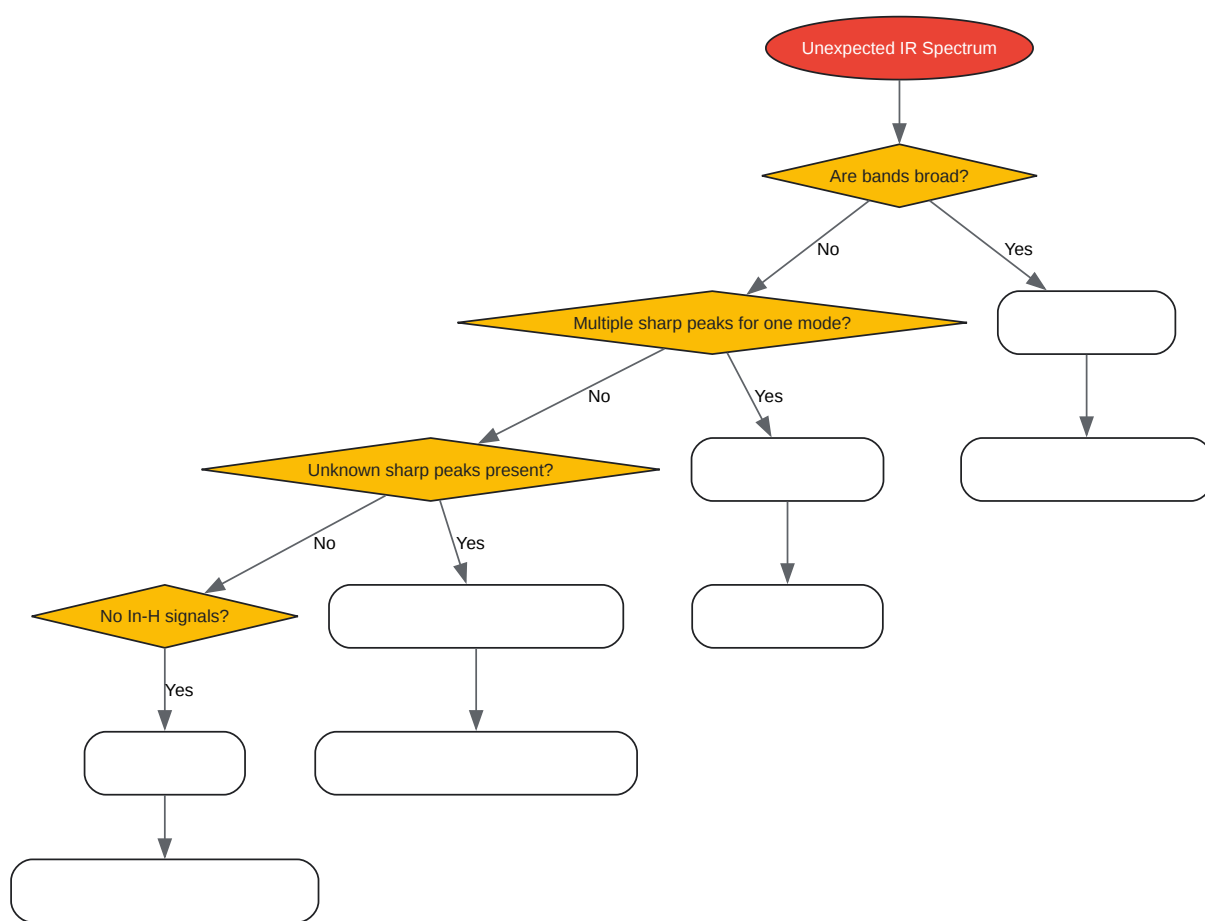 Unexpected IR Spectrum
Are bands broad?
No
Yes
Multiple sharp peaks for one mode?
No
Yes
Unknown sharp peaks present?
No
Yes
No In-H signals?
Yes